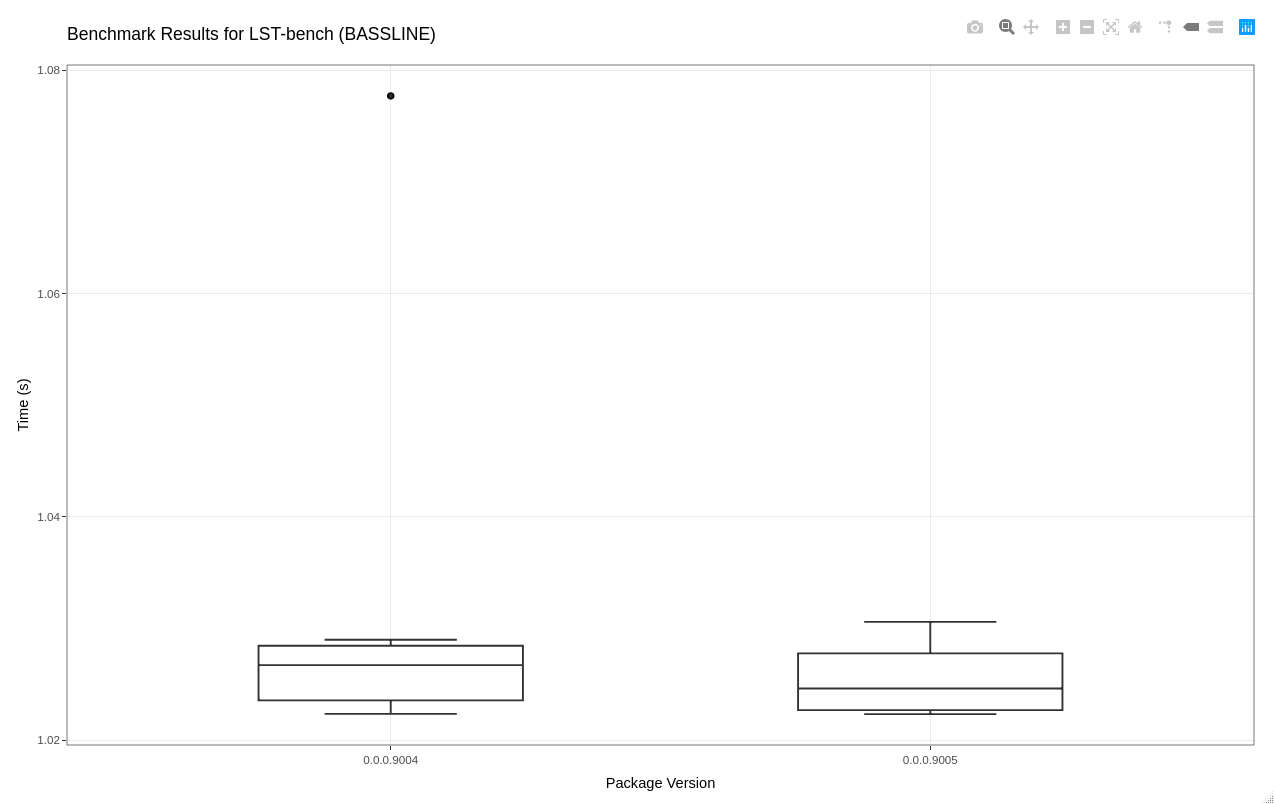 Benchmark Results for LST-bench (BASSLINE)
1.08
1.06
1.04
1.02
Time (s)
0.0.0.9004
0.0.0.9005
Package Version